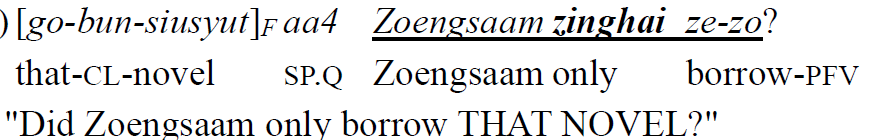 ) [go-bun-siusyut]F aa4 Zoengsaam zinghai ze-zo?
that-CL-novel SP.Q Zoengsaam only borrow-PFV
"Did Zoengsaam only borrow THAT NOVEL?"